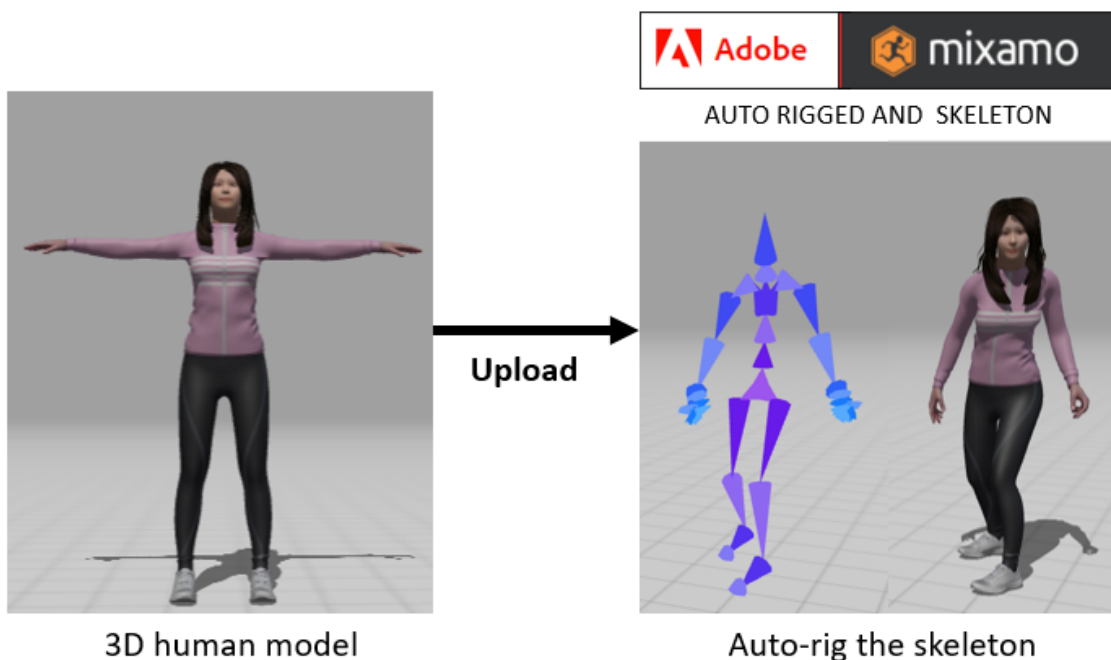 Adobe
mixamo
AUTO RIGGED AND SKELETON
Upload
3D human model
Auto-rig the skeleton